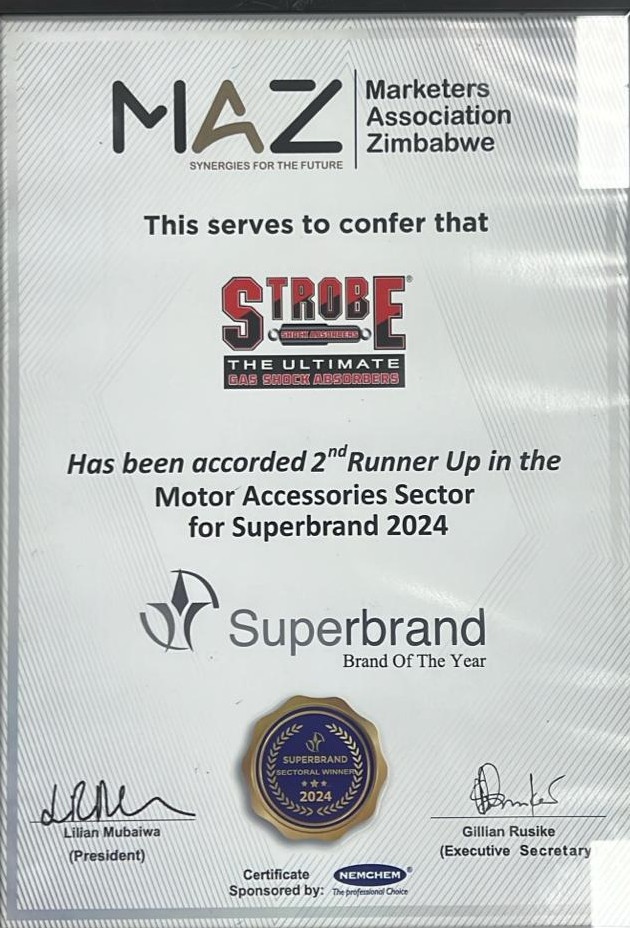 MAZ
Marketers
Association
Zimbabwe
SYNERGIES FOR THE FUTURE
This serves to confer that
STROBE®
SHOCK ABSORBERS
THE ULTIMATE
GAS SHOCK ABSORBERS
Has been accorded 2nd Runner Up in the
Motor Accessories Sector
for Superbrand 2024
Superbrand
Brand Of The Year
SUPERBRAND
SECTORAL WINNER
2024
Lilian Mubaiwa
(President)
Gillian Rusike
(Executive Secretary
Certificate
Sponsored by:
NEMCHEM®
The professional Choice